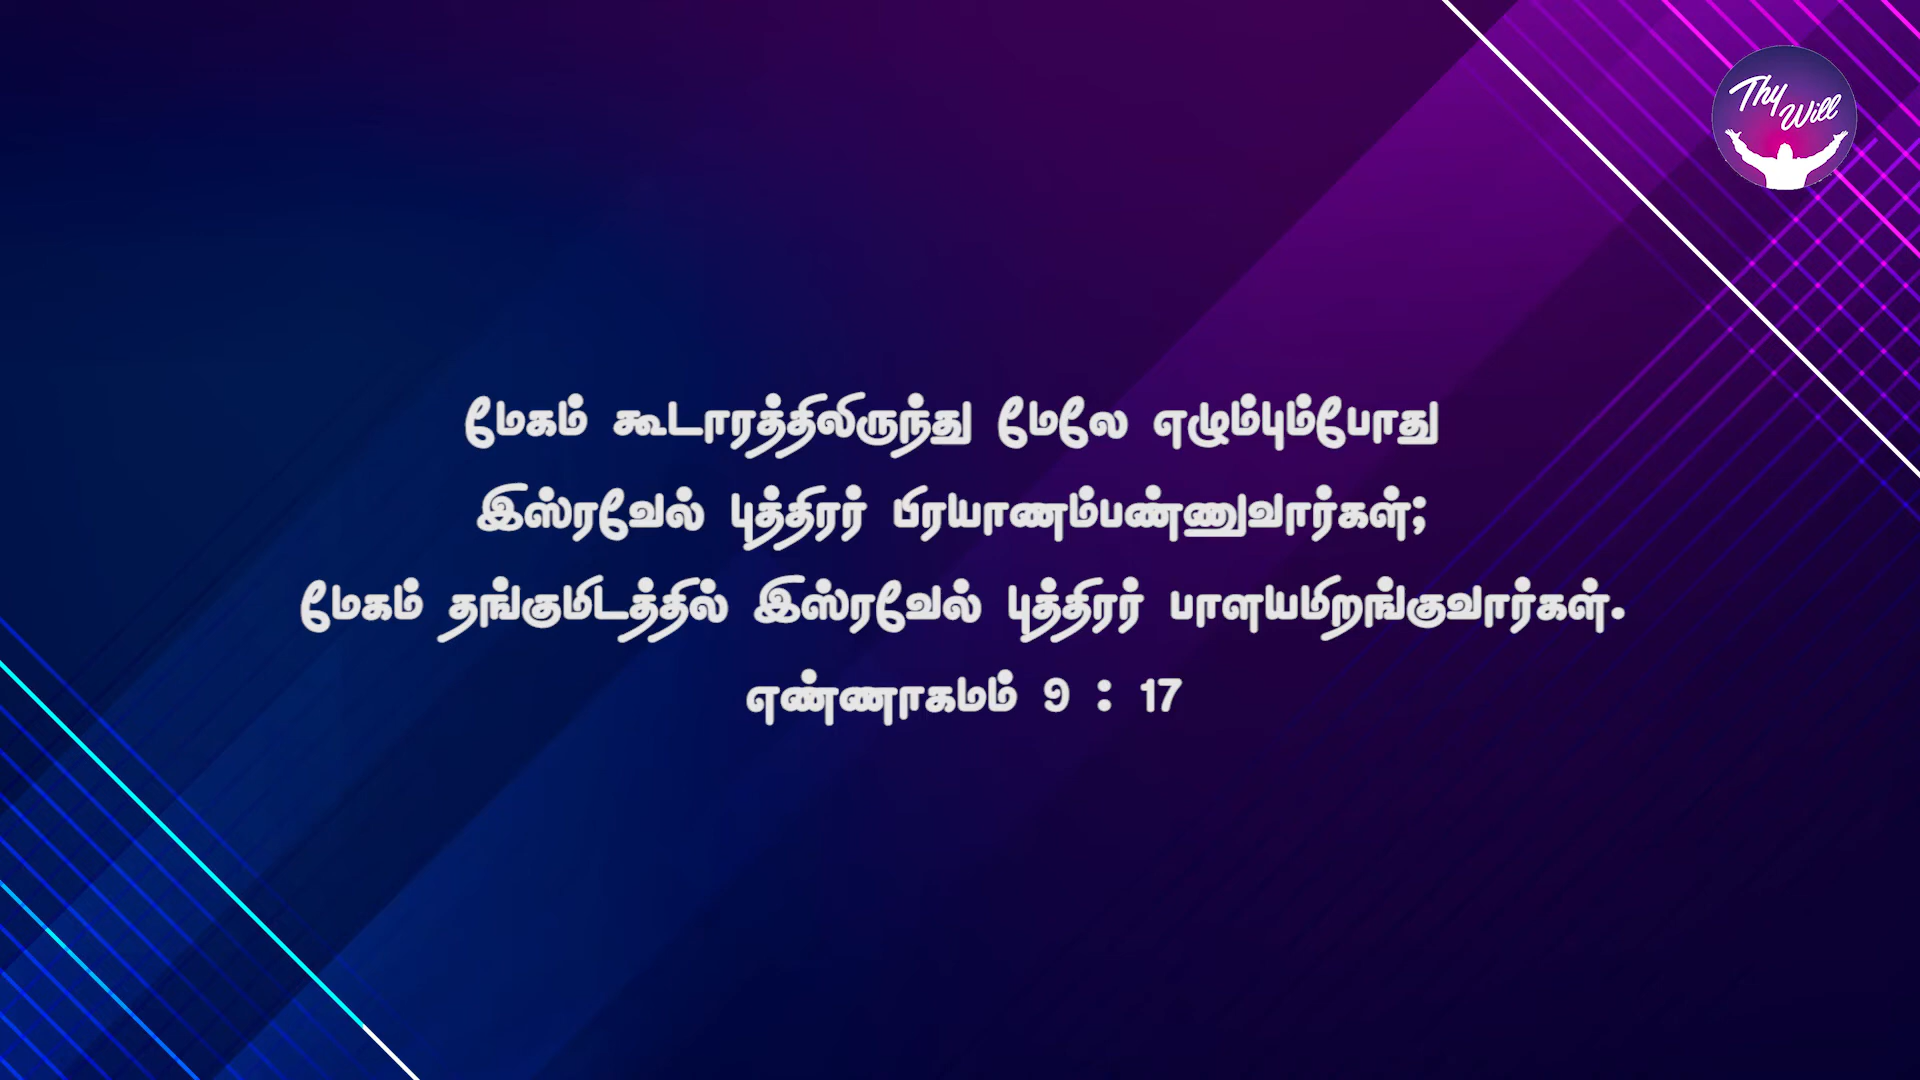 Thy Will
மேகம் கூடாரத்திலிருந்து மேலே எழும்பும்போது
இஸ்ரவேல் புத்திரர் பிரயாணம்பண்ணுவார்கள்;
மேகம் தங்குமிடத்தில் இஸ்ரவேல் புத்திரர் பாளயமிறங்குவார்கள்.
எண்ணாகமம் 9 : 17